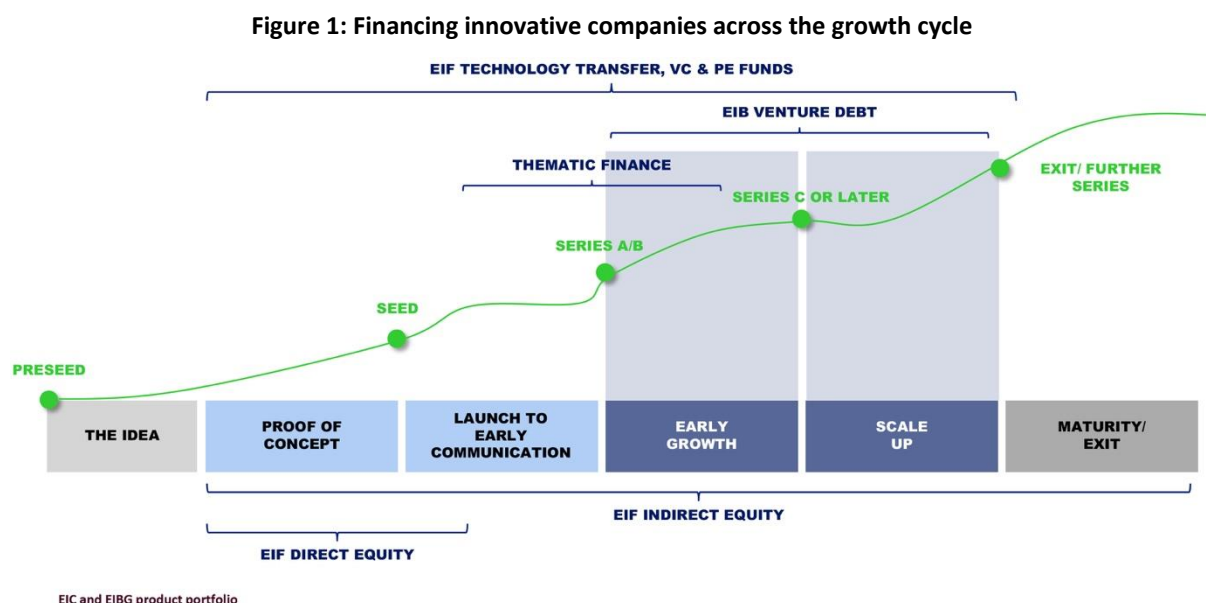 Figure 1: Financing innovative companies across the growth cycle
EIF TECHNOLOGY TRANSFER, VC & PE FUNDS
EIB VENTURE DEBT
THEMATIC FINANCE
EXIT/ FURTHER
SERIES
SERIES C OR LATER
SERIES A/B
SEED
PRESEED
THE IDEA
PROOF OF
CONCEPT
LAUNCH TO
EARLY
COMMUNICATION
EARLY
GROWTH
SCALE
UP
MATURITY/
EXIT
EIF INDIRECT EQUITY
EIF DIRECT EQUITY
EIC and EIBG product portfolio